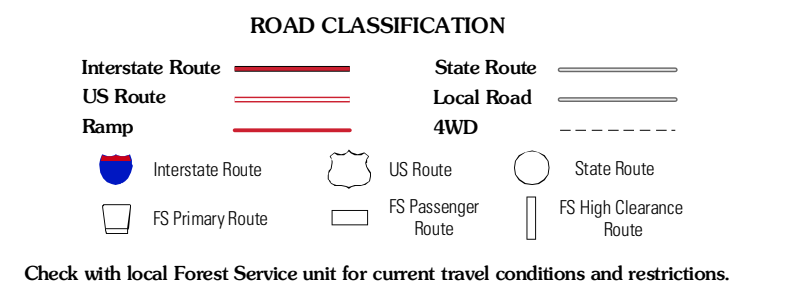 ROAD CLASSIFICATION
Interstate Route
State Route
US Route
Local Road
Ramp
4WD
Interstate Route
US Route
State Route
FS Primary Route
FS Passenger
Route
FS High Clearance
Route
Check with local Forest Service unit for current travel conditions and restrictions.